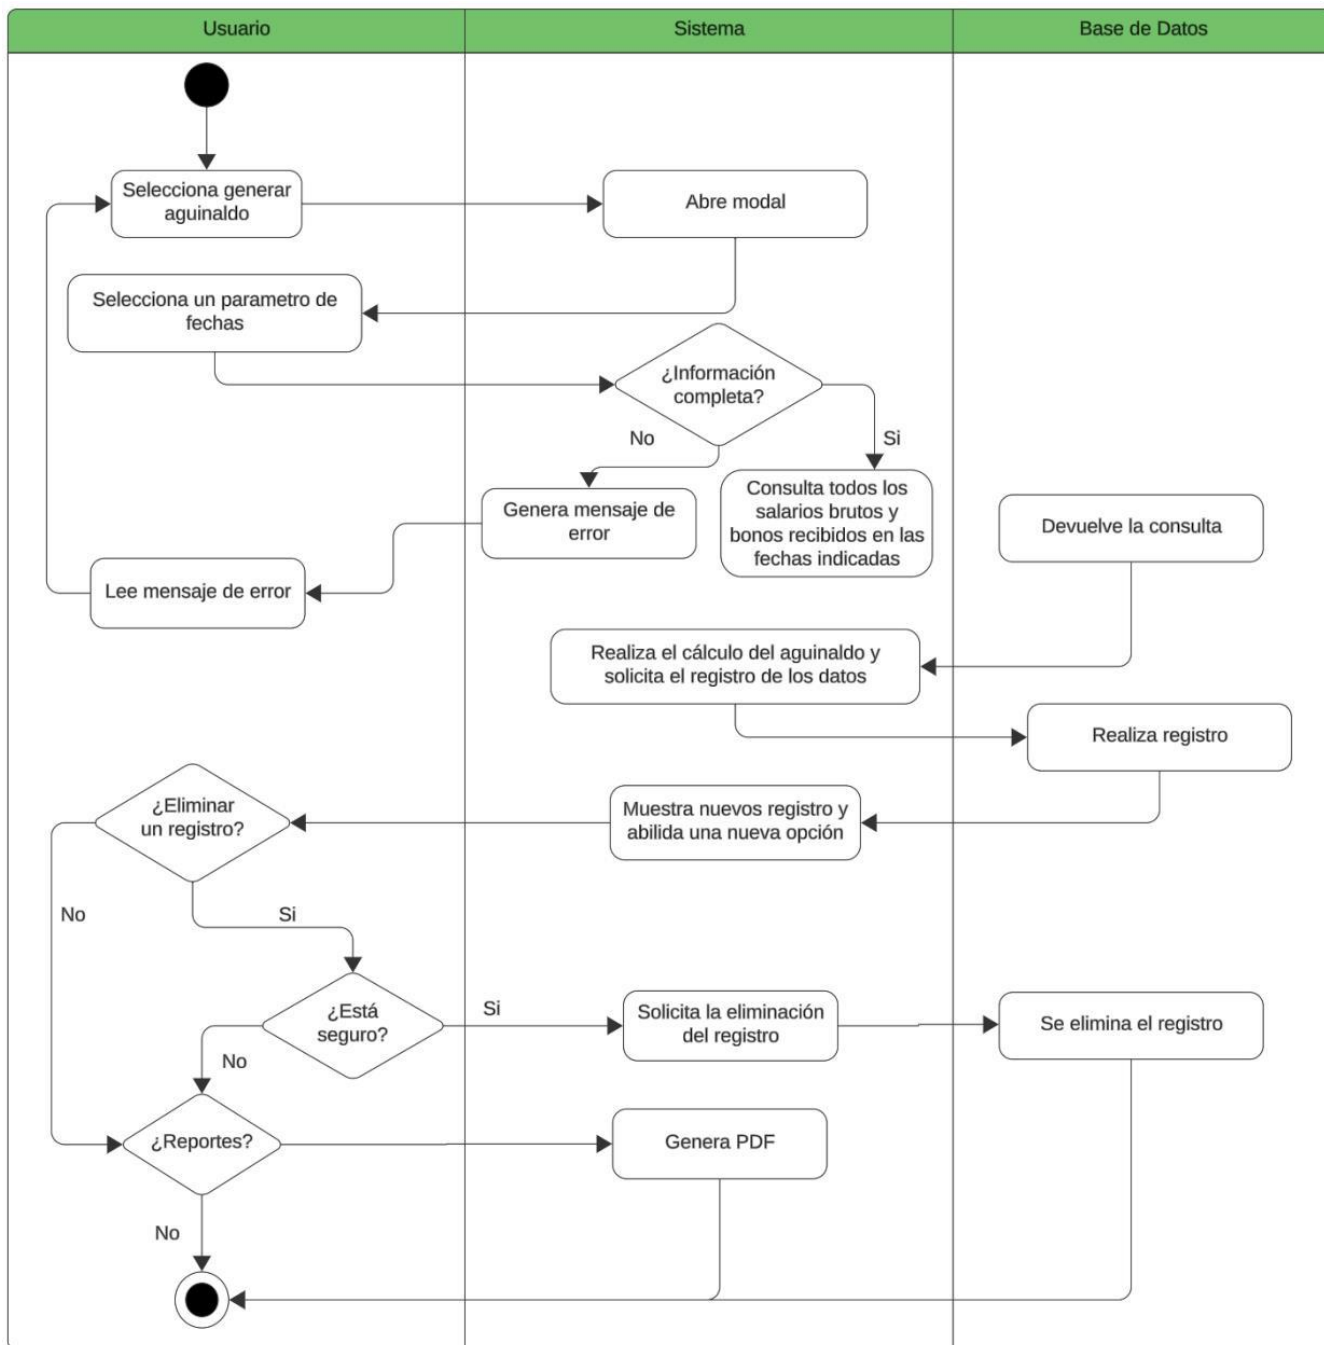 Usuario
Sistema
Base de Datos
Selecciona generar
aguinaldo
Abre modal
Selecciona un parametro de
fechas
¿Información
completa?
No
Si
Genera mensaje de
error
Consulta todos los
salarios brutos y
bonos recibidos en las
fechas indicadas
Devuelve la consulta
Lee mensaje de error
Realiza el cálculo del aguinaldo y
solicita el registro de los datos
Realiza registro
¿Eliminar
un registro?
Muestra nuevos registro y
abilida una nueva opción
No
Si
¿Está
seguro?
Si
Solicita la eliminación
del registro
Se elimina el registro
No
¿Reportes?
Genera PDF
No